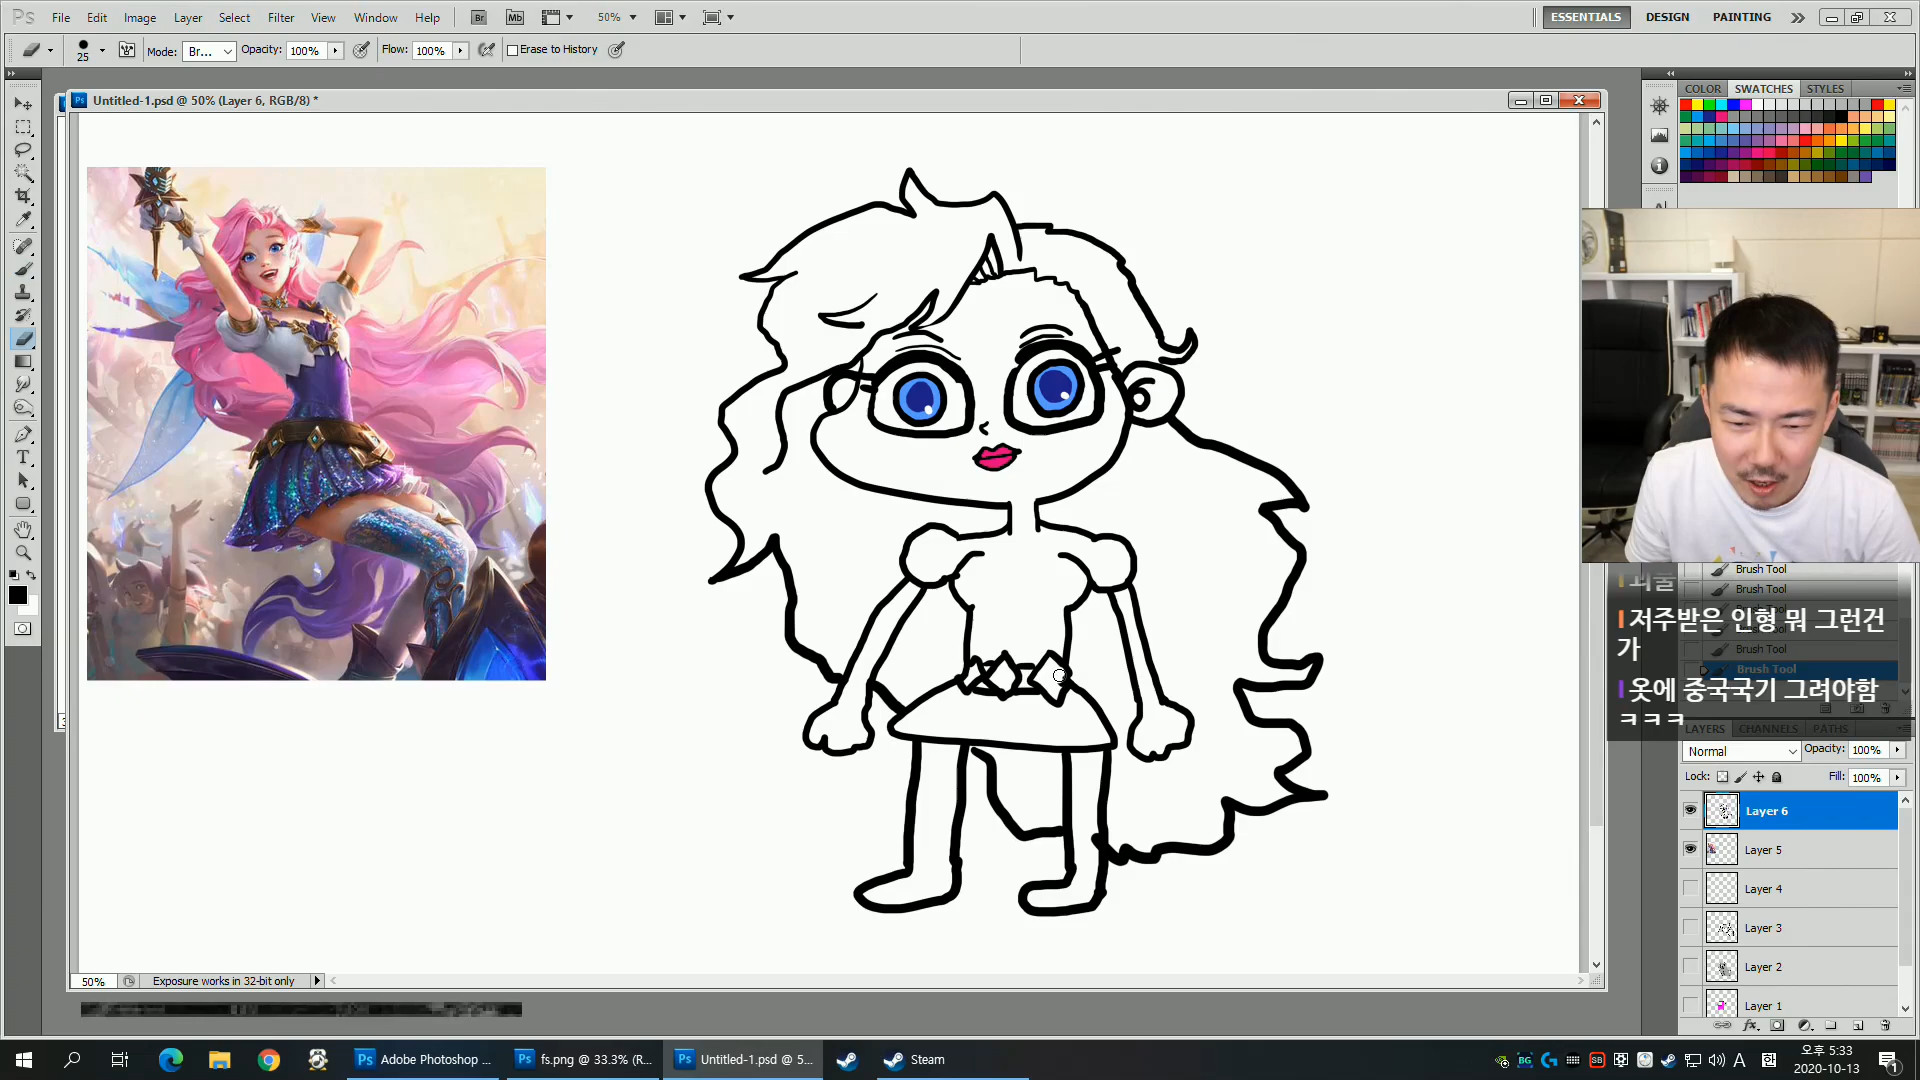 Ps File Edit Image Layer Select Filter View Window Help Br Mb 50% ESSENTIALS DESIGN PAINTING
25 Mode: Br... Opacity: 100% Flow: 100% Erase to History
Untitled-1.psd @ 50% (Layer 6, RGB/8) *
COLOR SWATCHES STYLES
Brush Tool
Brush Tool
Brush Tool
Brush Tool
저주받은 인형 뭐 그런건
가
옷에 중국국기 그려야함
ㅋㅋㅋ
LAYERS CHANNELS PATHS
Normal Opacity: 100%
Lock: Fill: 100%
Layer 6
Layer 5
Layer 4
Layer 3
Layer 2
Layer 1
50% Exposure works in 32-bit only
Adobe Photoshop ... fs.png @ 33.3% (R... Untitled-1.psd @ 5... Steam
오후 5:33
2020-10-13